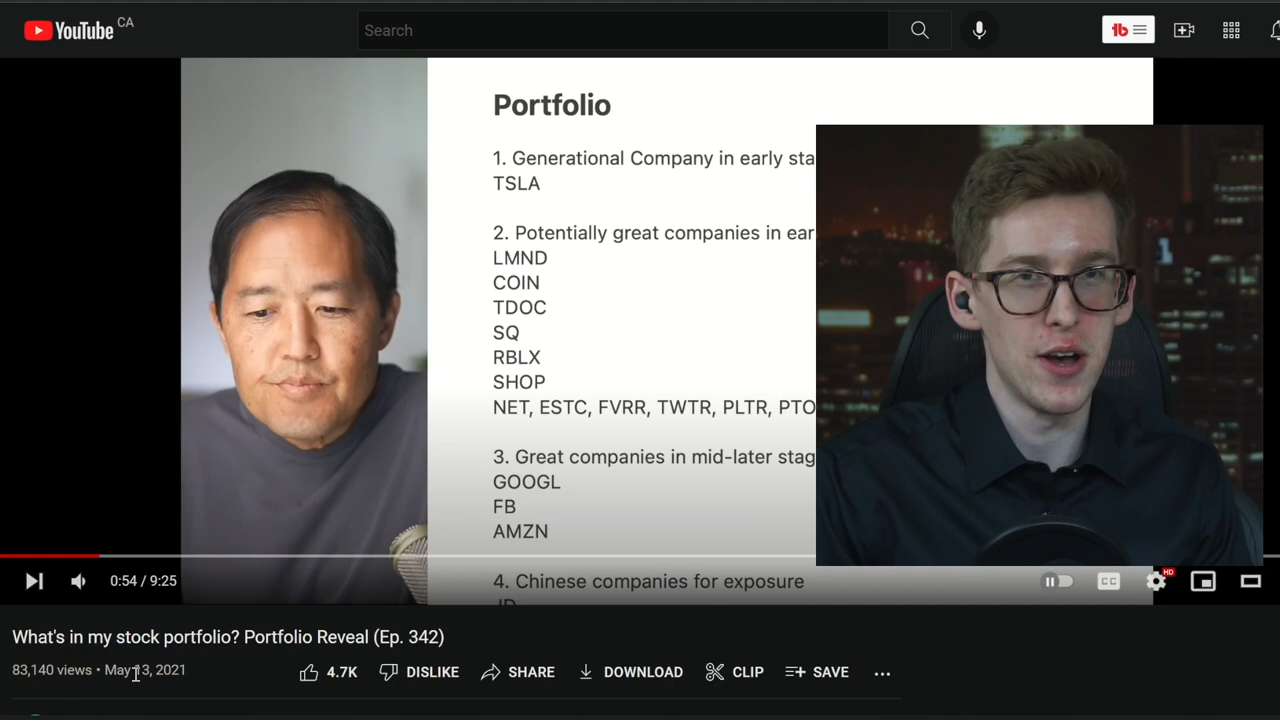 YouTube CA
Search
Portfolio
1. Generational Company in early sta
TSLA
2. Potentially great companies in ear
LMND
COIN
TDOC
SQ
RBLX
SHOP
NET, ESTC, FVRR, TWTR, PLTR, PTO
3. Great companies in mid-later stag
GOOGL
FB
AMZN
4. Chinese companies for exposure
JD
0:54 / 9:25
CC
HD
What's in my stock portfolio? Portfolio Reveal (Ep. 342)
83,140 views • May 13, 2021
4.7K DISLIKE SHARE DOWNLOAD CLIP SAVE ...